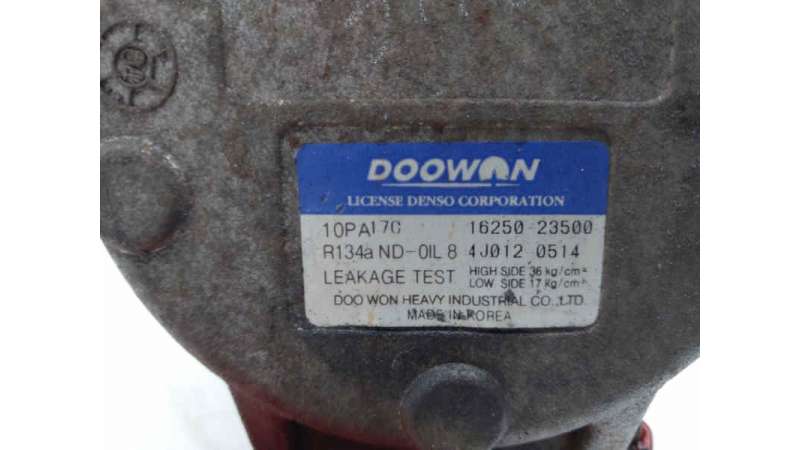 DOOWON
LICENSE DENSO CORPORATION
10PA17C 16250-23500
R134a ND-OIL 8 4J012 0514
LEAKAGE TEST HIGH SIDE 36 kg/cm²
LOW SIDE 17 kg/cm²
DOO WON HEAVY INDUSTRIAL CO., LTD.
MADE IN KOREA